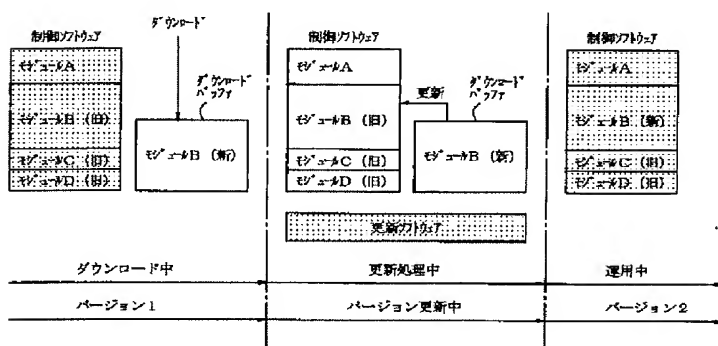 制御ソフトウェア
モジュールA
モジュールB (旧)
モジュールC (旧)
モジュールD (旧)
ダウンロード
ダウンロード
バッファ
モジュールB (新)
ダウンロード中
バージョン1
制御ソフトウェア
モジュールA
モジュールB (旧)
モジュールC (旧)
モジュールD (旧)
更新
ダウンロード
バッファ
モジュールB (新)
更新ソフトウェア
更新処理中
バージョン更新中
制御ソフトウェア
モジュールA
モジュールB (新)
モジュールC (旧)
モジュールD (旧)
運用中
バージョン2